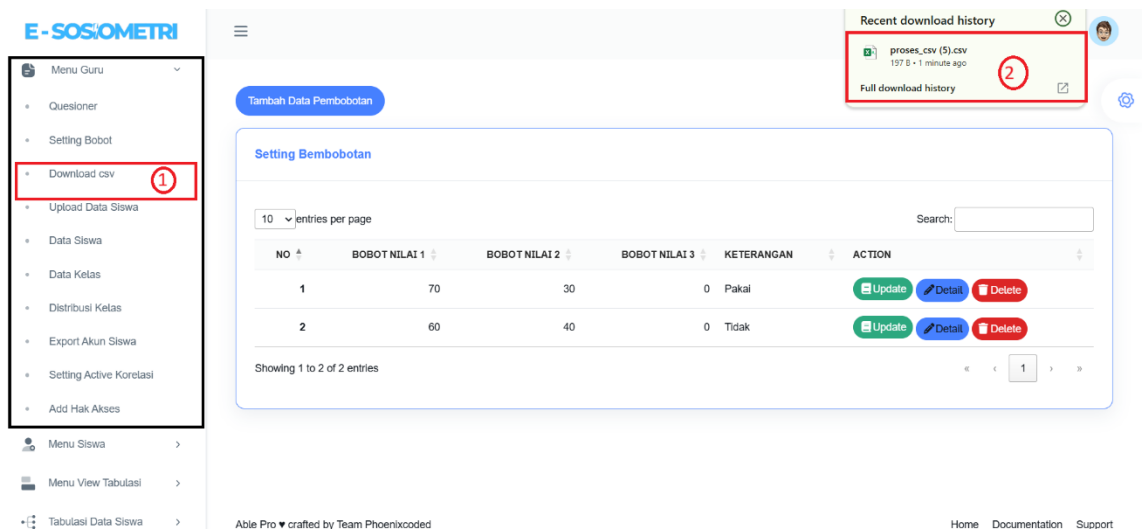 E - SOSIOMETRI
Menu Guru
Quesioner
Setting Bobot
Download csv
1
Upload Data Siswa
Data Siswa
Data Kelas
Distribusi Kelas
Export Akun Siswa
Setting Active Korelasi
Add Hak Akses
Menu Siswa
Menu View Tabulasi
Tabulasi Data Siswa
Recent download history
proses_csv (5).csv
197 B • 1 minute ago
2
Full download history
Tambah Data Pembobotan
Setting Bembobotan
10 entries per page
Search:
NO BOBOT NILAI 1 BOBOT NILAI 2 BOBOT NILAI 3 KETERANGAN ACTION
1 70 30 0 Pakai Update Detail Delete
2 60 40 0 Tidak Update Detail Delete
Showing 1 to 2 of 2 entries
« ‹ 1 › »
Able Pro ♥ crafted by Team Phoenixcoded
Home Documentation Support